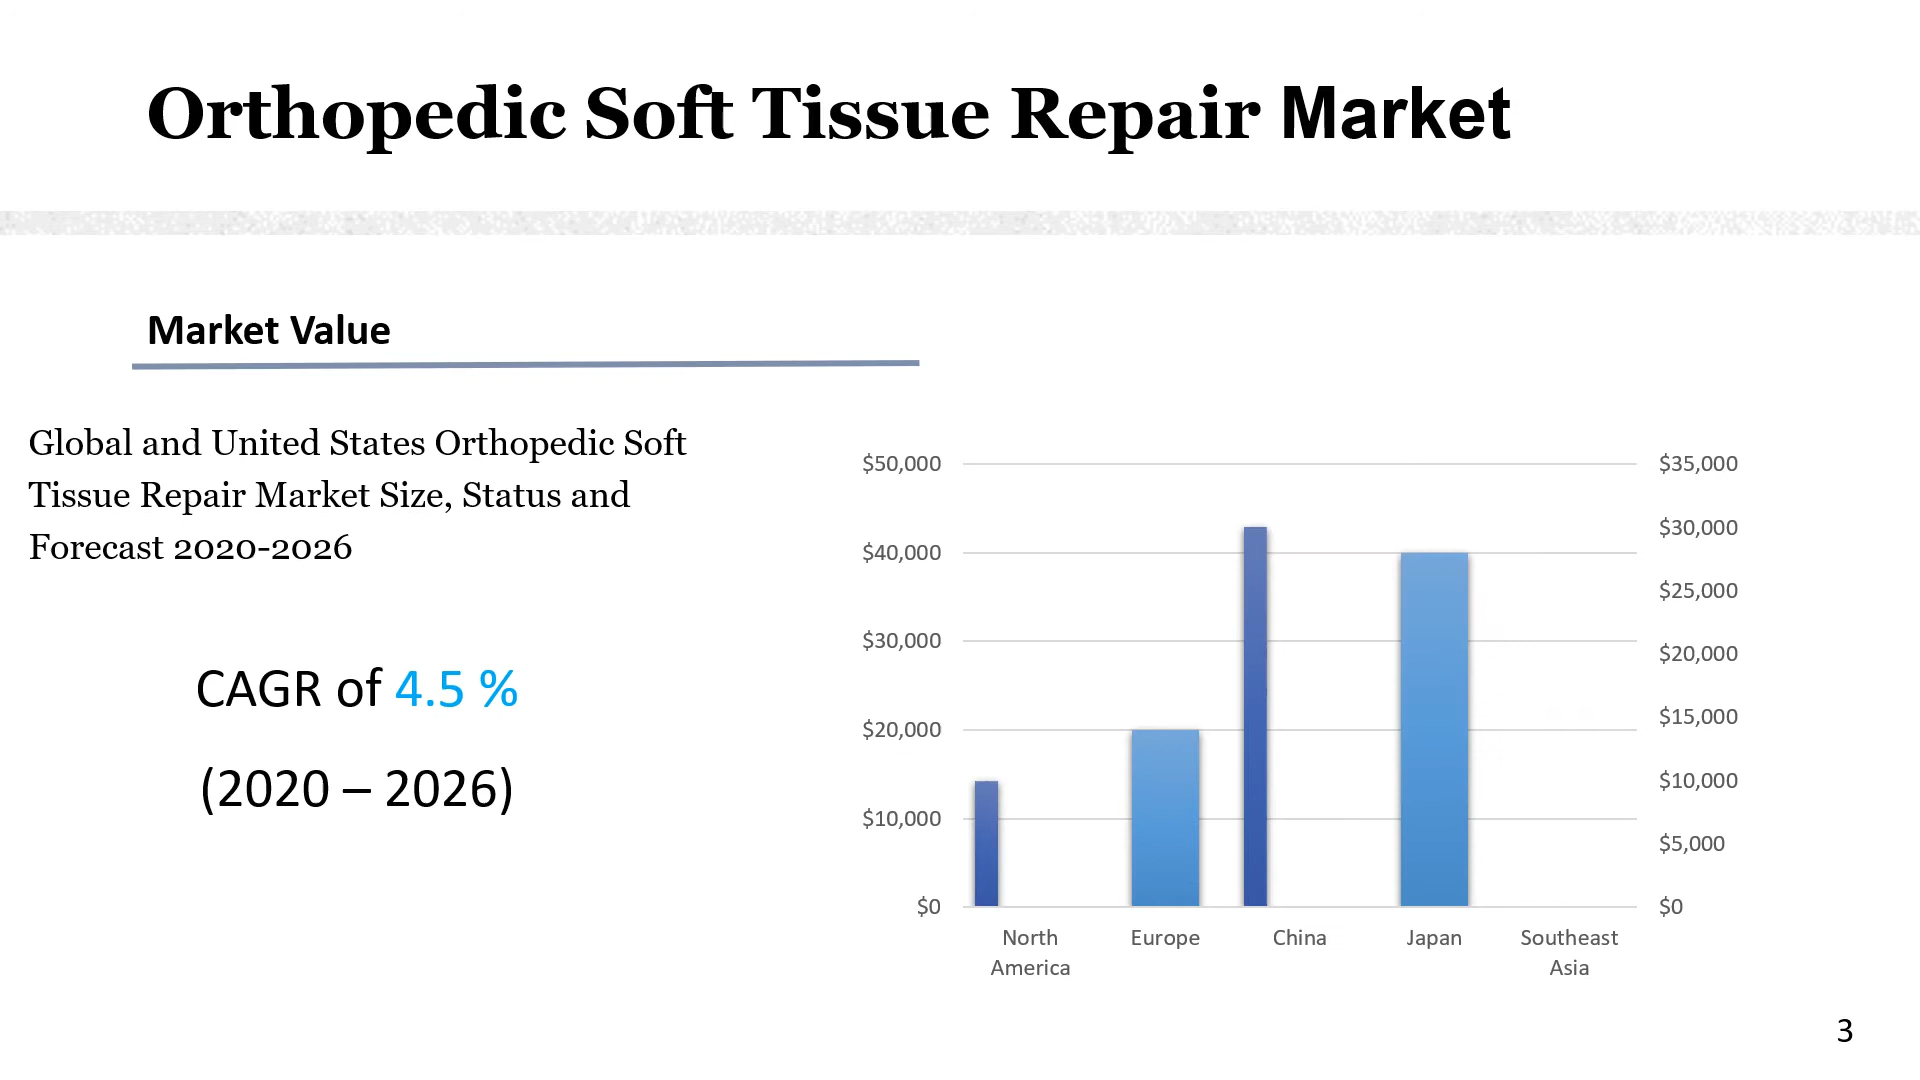 Orthopedic Soft Tissue Repair Market
Market Value
Global and United States Orthopedic Soft
Tissue Repair Market Size, Status and
Forecast 2020-2026
CAGR of 4.5 %
(2020 – 2026)
$50,000
$40,000
$30,000
$20,000
$10,000
$0
$35,000
$30,000
$25,000
$20,000
$15,000
$10,000
$5,000
$0
North
America
Europe
China
Japan
Southeast
Asia
3